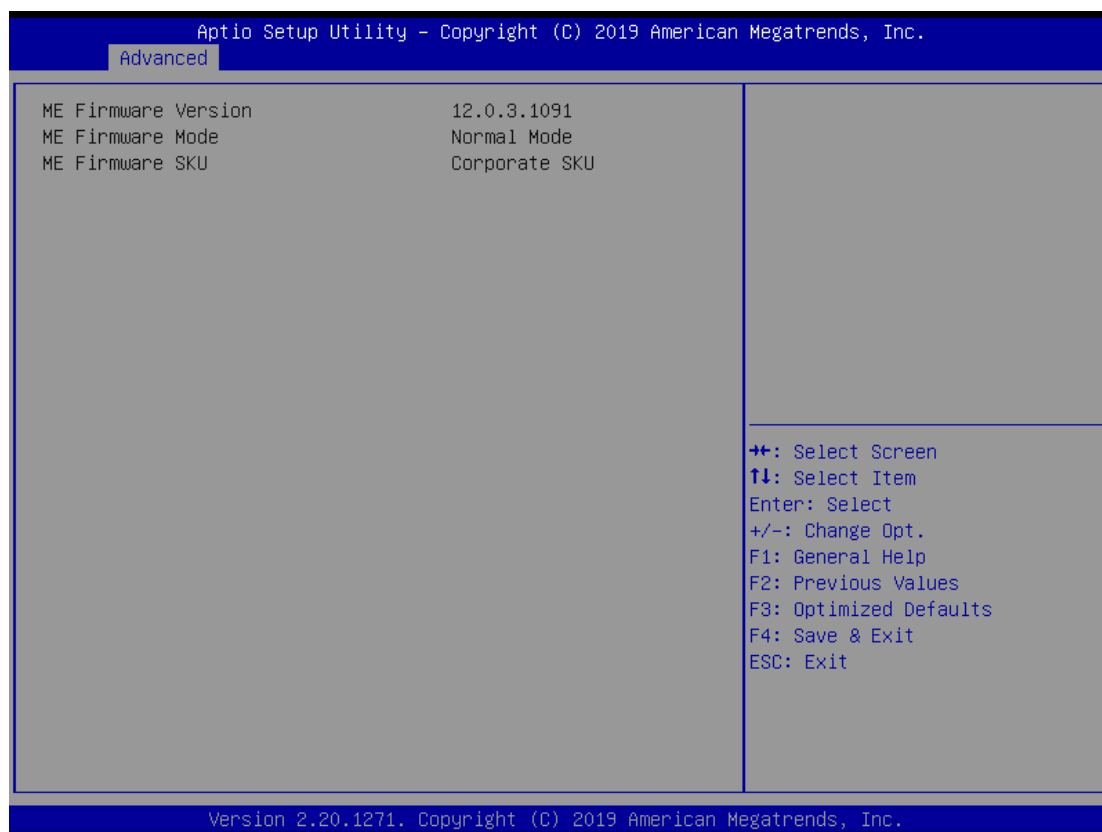 Aptio Setup Utility – Copyright (C) 2019 American Megatrends, Inc.
Advanced
ME Firmware Version 12.0.3.1091
ME Firmware Mode Normal Mode
ME Firmware SKU Corporate SKU
→←: Select Screen
↑↓: Select Item
Enter: Select
+/-: Change Opt.
F1: General Help
F2: Previous Values
F3: Optimized Defaults
F4: Save & Exit
ESC: Exit
Version 2.20.1271. Copyright (C) 2019 American Megatrends, Inc.